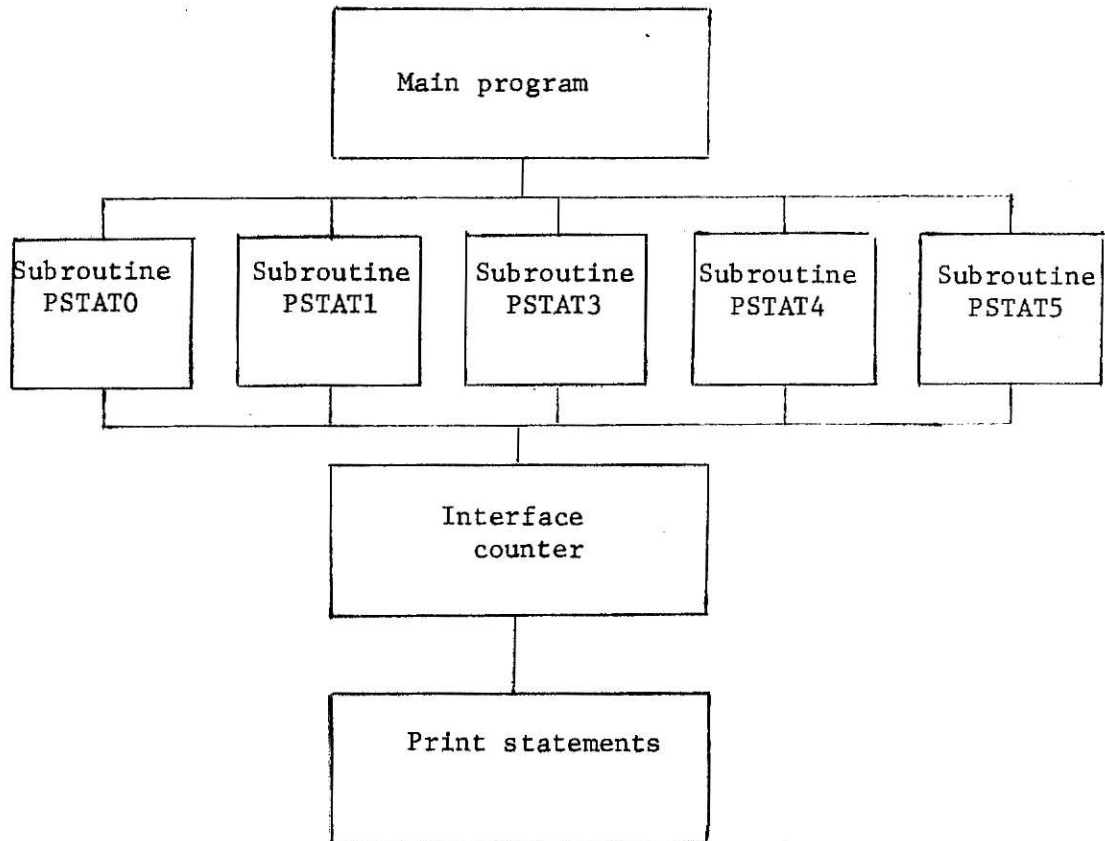 Main program
Subroutine
PSTAT0
Subroutine
PSTAT1
Subroutine
PSTAT3
Subroutine
PSTAT4
Subroutine
PSTAT5
Interface
counter
Print statements